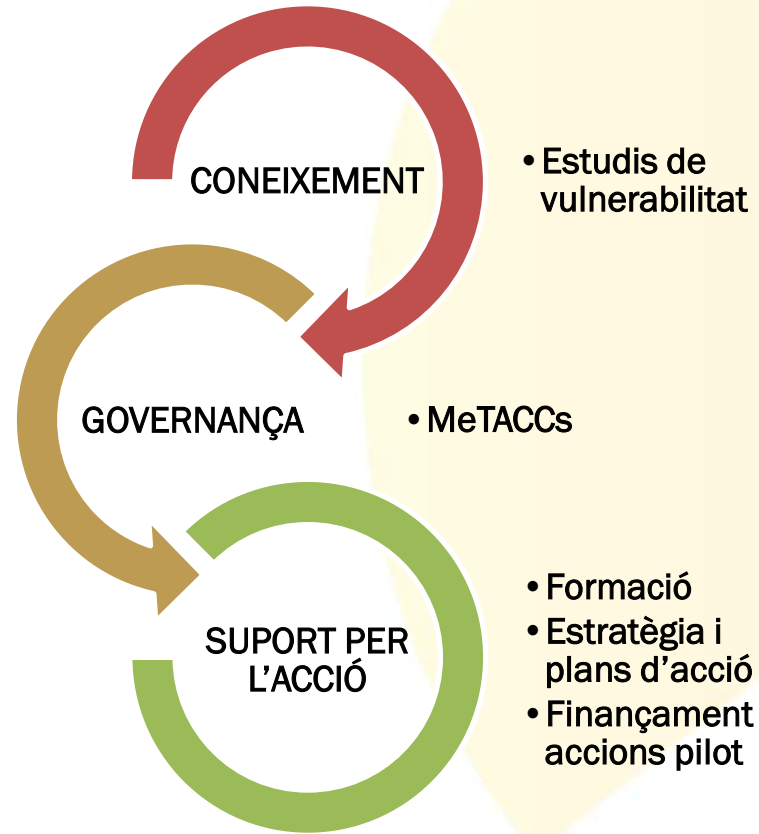 CONEIXEMENT
• Estudis de
vulnerabilitat
GOVERNANÇA
• MeTACCs
SUPORT PER
L'ACCIÓ
• Formació
• Estratègia i
plans d'acció
• Finançament
accions pilot